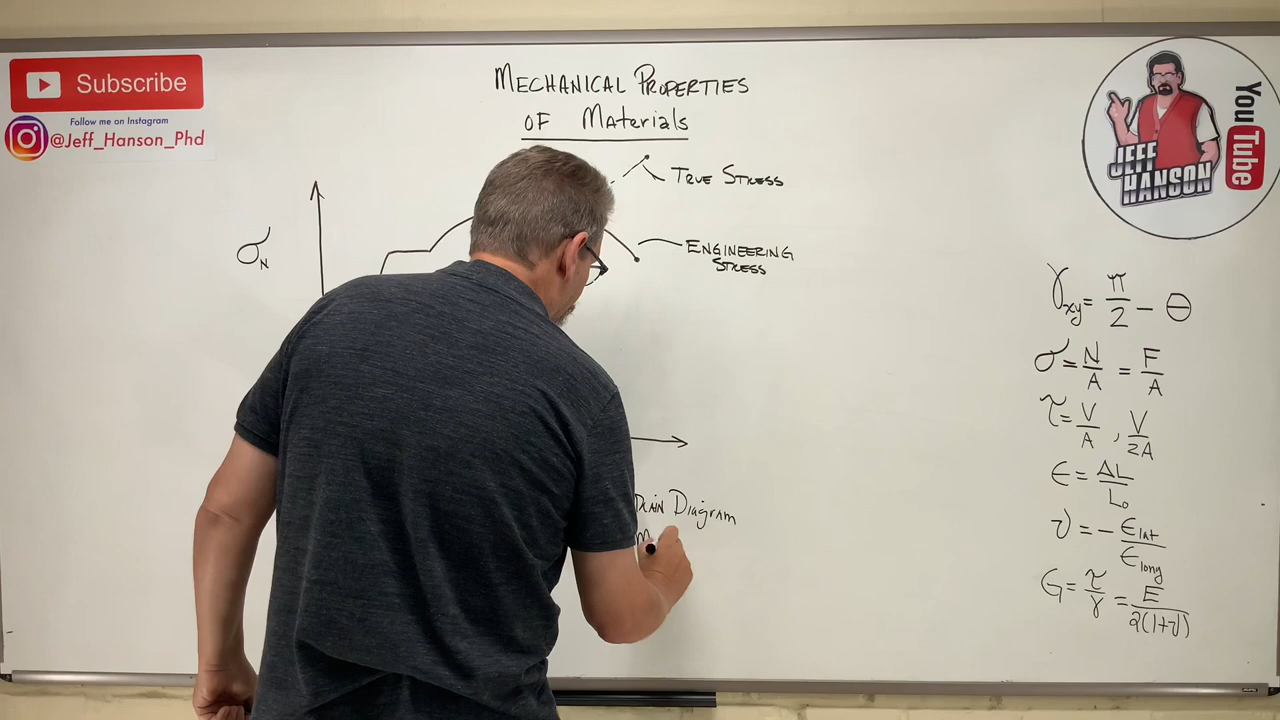 Subscribe
Follow me on Instagram
@Jeff_Hanson_Phd
MECHANICAL PROPERTIES
OF Materials
TRUE STRESS
σN
ENGINEERING
STRESS
Diagram
JEFF
HANSON
YouTube
γxy = π/2 - θ
σ = N/A = F/A
τ = V/A , V/2A
ϵ = ΔL/L₀
ν = - ϵlat/ϵlong
G = τ/γ = E/2(1+ν)